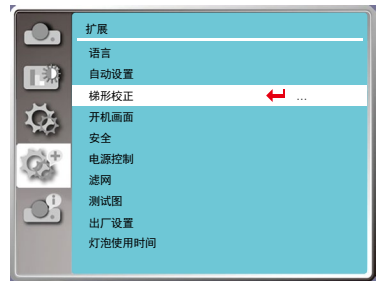 扩展
语言
自动设置
梯形校正 ...
开机画面
安全
电源控制
滤网
测试图
出厂设置
灯泡使用时间